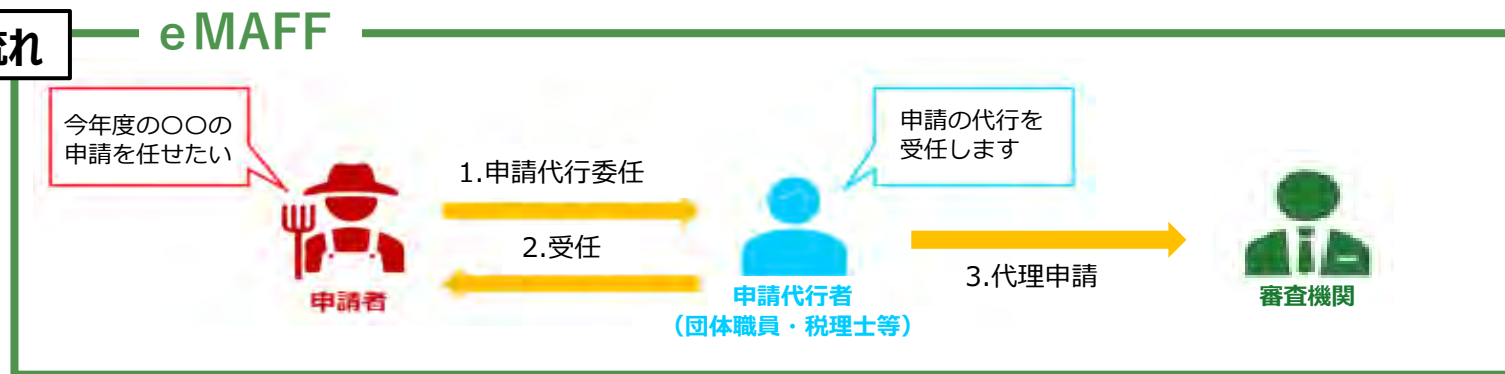 流れ
eMAFF
今年度の〇〇の
申請を任せたい
申請の代行を
受任します
1.申請代行委任
2.受任
3.代理申請
申請者
申請代行者
（団体職員・税理士等）
審査機関